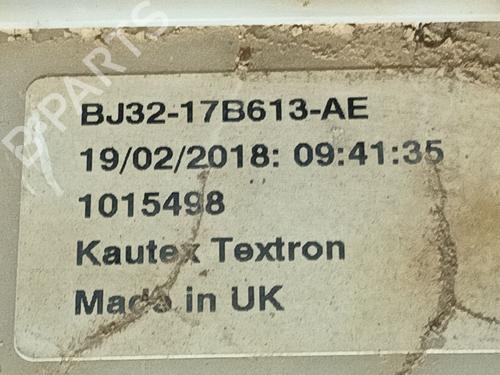 BJ32-17B613-AE
19/02/2018: 09:41:35
1015498
Kautex Textron
Made in UK